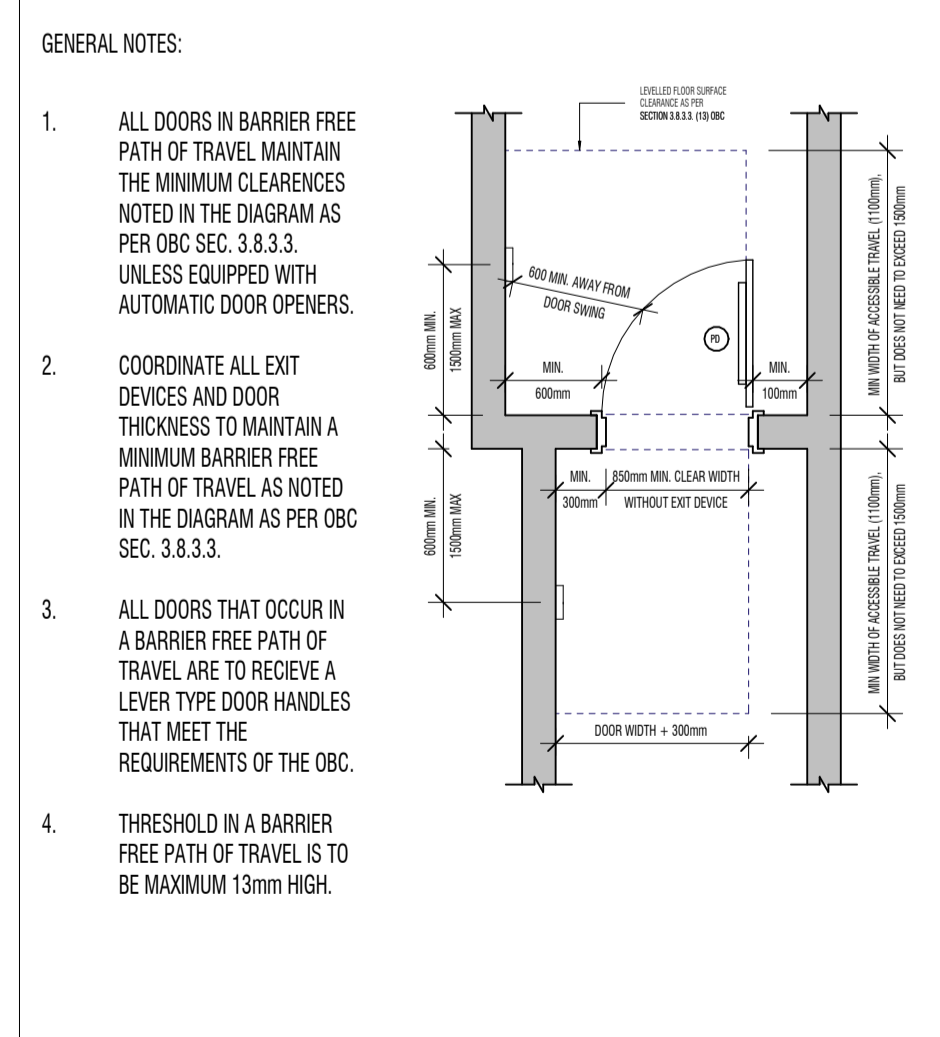 GENERAL NOTES:
1. ALL DOORS IN BARRIER FREE
PATH OF TRAVEL MAINTAIN
THE MINIMUM CLEARENCES
NOTED IN THE DIAGRAM AS
PER OBC SEC. 3.8.3.3.
UNLESS EQUIPPED WITH
AUTOMATIC DOOR OPENERS.
2. COORDINATE ALL EXIT
DEVICES AND DOOR
THICKNESS TO MAINTAIN A
MINIMUM BARRIER FREE
PATH OF TRAVEL AS NOTED
IN THE DIAGRAM AS PER OBC
SEC. 3.8.3.3.
3. ALL DOORS THAT OCCUR IN
A BARRIER FREE PATH OF
TRAVEL ARE TO RECIEVE A
LEVER TYPE DOOR HANDLES
THAT MEET THE
REQUIREMENTS OF THE OBC.
4. THRESHOLD IN A BARRIER
FREE PATH OF TRAVEL IS TO
BE MAXIMUM 13mm HIGH.
LEVELLED FLOOR SURFACE
CLEARANCE AS PER
SECTION 3.8.3.3. (13) OBC
600 MIN. AWAY FROM
DOOR SWING
PD
600mm MIN.
1500mm MAX
MIN.
600mm
MIN.
100mm
MIN WIDTH OF ACCESSIBLE TRAVEL (1100mm),
BUT DOES NOT NEED TO EXCEED 1500mm
MIN.
300mm
850mm MIN. CLEAR WIDTH
WITHOUT EXIT DEVICE
600mm MIN.
1500mm MAX
MIN WIDTH OF ACCESSIBLE TRAVEL (1100mm),
BUT DOES NOT NEED TO EXCEED 1500mm
DOOR WIDTH + 300mm